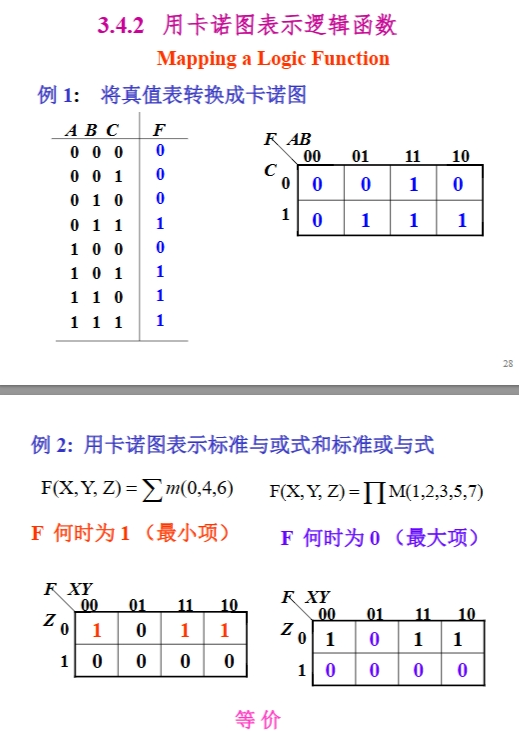 3.4.2 用卡诺图表示逻辑函数
Mapping a Logic Function
例 1: 将真值表转换成卡诺图
A B C F
0 0 0 0
0 0 1 0
0 1 0 0
0 1 1 1
1 0 0 0
1 0 1 1
1 1 0 1
1 1 1 1
F AB
00 01 11 10
C
0 0 0 1 0
1 0 1 1 1
28
例 2: 用卡诺图表示标准与或式和标准或与式
F(X, Y, Z) = ∑ m(0,4,6)
F(X, Y, Z) = ∏ M(1,2,3,5,7)
F 何时为 1 （最小项）
F 何时为 0 （最大项）
F XY
00 01 11 10
Z
0 1 0 1 1
1 0 0 0 0
F XY
00 01 11 10
Z
0 1 0 1 1
1 0 0 0 0
等 价